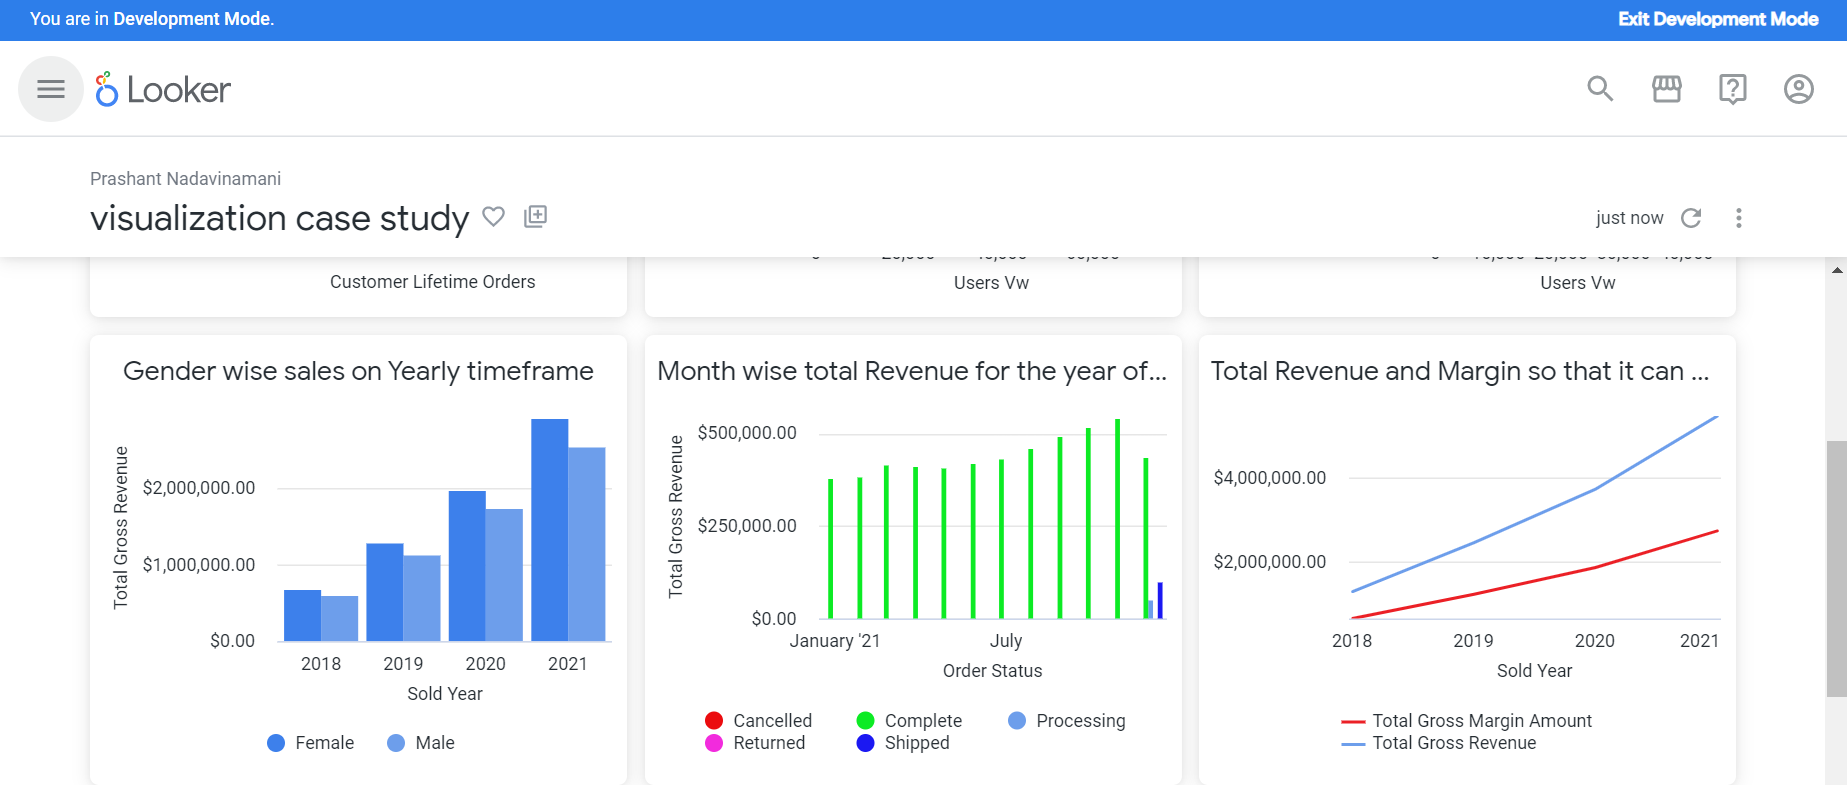 You are in Development Mode.
Exit Development Mode
Looker
Prashant Nadavinamani
visualization case study
just now
Customer Lifetime Orders
Users Vw
Users Vw
Gender wise sales on Yearly timeframe
Total Gross Revenue
$2,000,000.00
$1,000,000.00
$0.00
2018 2019 2020 2021
Sold Year
Female Male
Month wise total Revenue for the year of...
Total Gross Revenue
$500,000.00
$250,000.00
$0.00
January '21 July
Order Status
Cancelled Complete Processing
Returned Shipped
Total Revenue and Margin so that it can ...
$4,000,000.00
$2,000,000.00
2018 2019 2020 2021
Sold Year
Total Gross Margin Amount
Total Gross Revenue